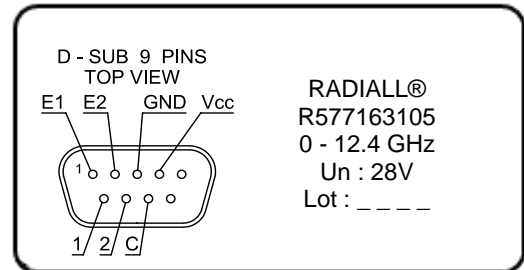 D - SUB 9 PINS
TOP VIEW
E1 E2 GND Vcc
1
1 2 C
RADIALL®
R577163105
0 - 12.4 GHz
Un : 28V
Lot : _ _ _ _